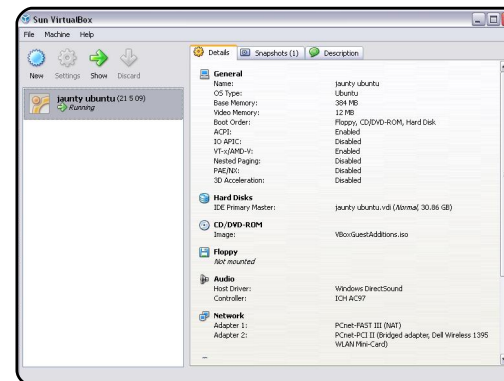 Sun VirtualBox
File Machine Help
New Settings Show Discard
jaunty ubuntu (21 5 09)
Running
Details Snapshots (1) Description
General
Name: jaunty ubuntu
OS Type: Ubuntu
Base Memory: 384 MB
Video Memory: 12 MB
Boot Order: Floppy, CD/DVD-ROM, Hard Disk
ACPI: Enabled
IO APIC: Disabled
VT-x/AMD-V: Enabled
Nested Paging: Disabled
PAE/NX: Disabled
3D Acceleration: Disabled
Hard Disks
IDE Primary Master: jaunty ubuntu.vdi (Normal, 30.86 GB)
CD/DVD-ROM
Image: VBoxGuestAdditions.iso
Floppy
Not mounted
Audio
Host Driver: Windows DirectSound
Controller: ICH AC97
Network
Adapter 1: PCnet-FAST III (NAT)
Adapter 2: PCnet-PCI II (Bridged adapter, Dell Wireless 1395
WLAN Mini-Card)